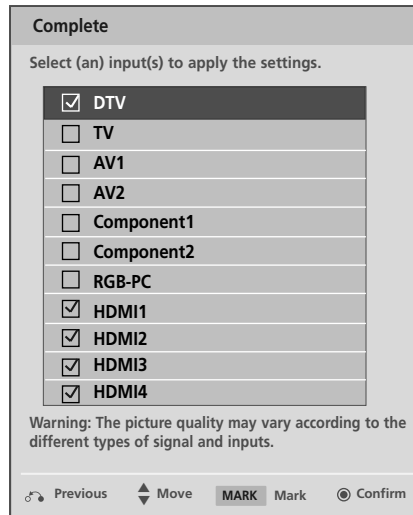 Complete
Select (an) input(s) to apply the settings.
DTV
TV
AV1
AV2
Component1
Component2
RGB-PC
HDMI1
HDMI2
HDMI3
HDMI4
Warning: The picture quality may vary according to the
different types of signal and inputs.
Previous Move MARK Mark Confirm